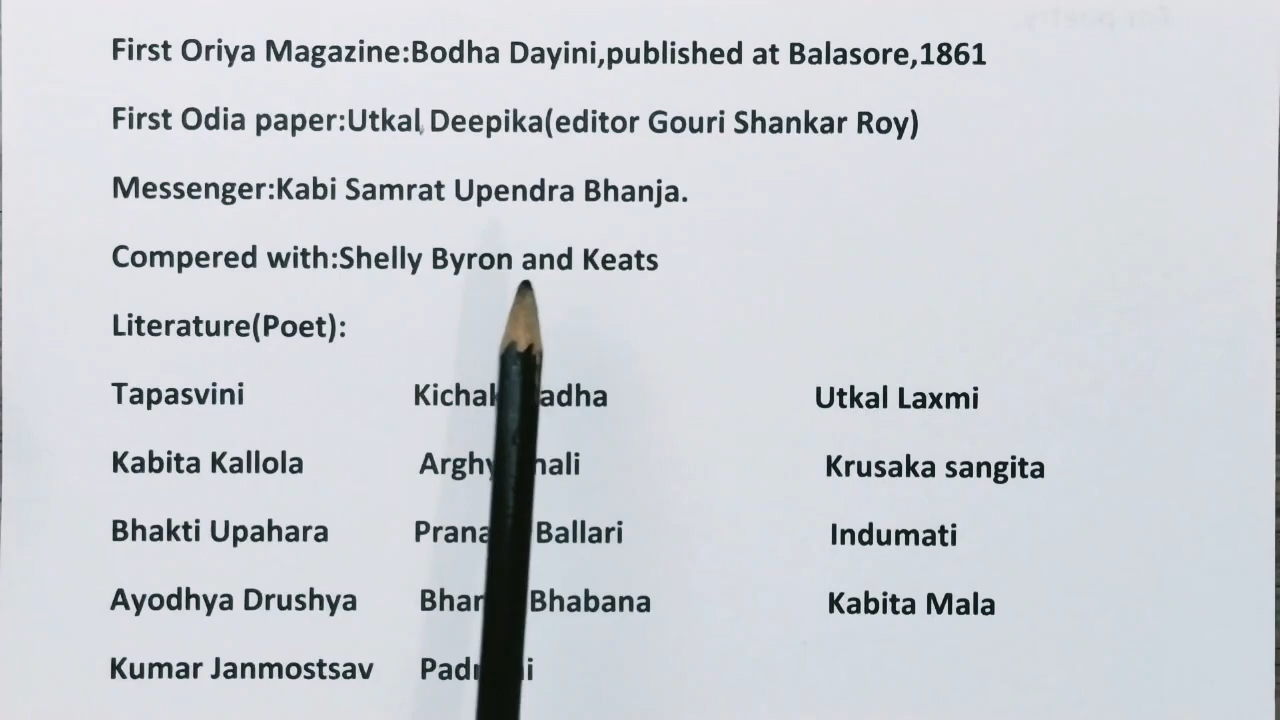 First Oriya Magazine:Bodha Dayini,published at Balasore,1861
First Odia paper:Utkal Deepika(editor Gouri Shankar Roy)
Messenger:Kabi Samrat Upendra Bhanja.
Compered with:Shelly Byron and Keats
Literature(Poet):
Tapasvini Utkal Laxmi
Kabita Kallola Krusaka sangita
Bhakti Upahara Ballari Indumati
Ayodhya Drushya Bhabana Kabita Mala
Kumar Janmostsav